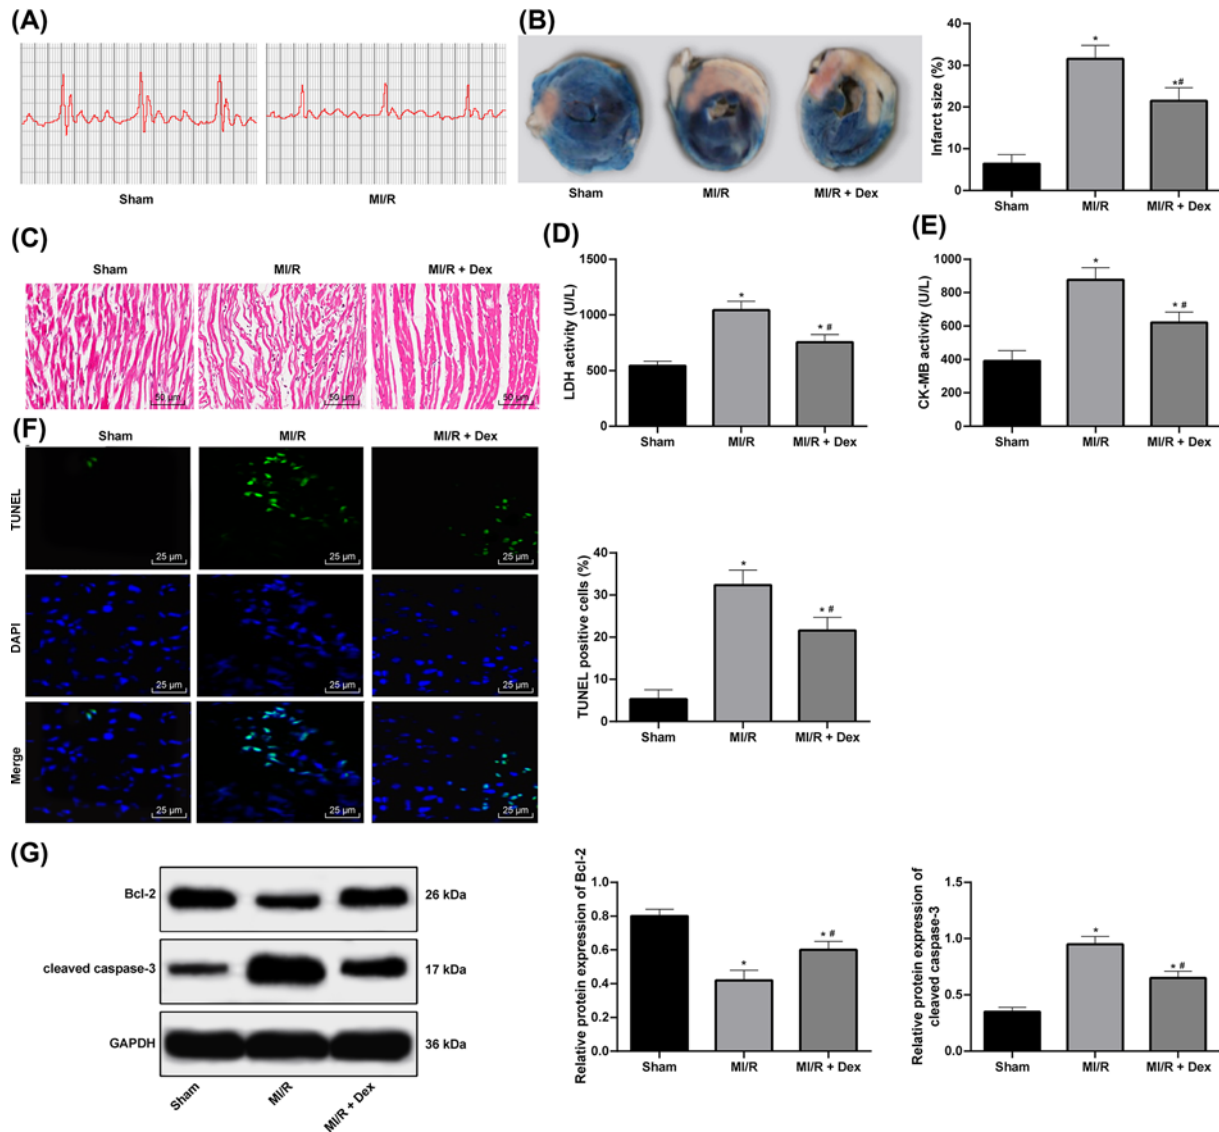 (A)
Sham
MI/R
(B)
Sham
MI/R
MI/R + Dex
Infarct size (%)
40
30
20
10
0
*
*#
Sham
MI/R
MI/R + Dex
(C)
Sham
MI/R
MI/R + Dex
50 µm
50 µm
50 µm
(D)
LDH activity (U/L)
1500
1000
500
0
*
* #
Sham
MI/R
MI/R + Dex
(E)
CK-MB activity (U/L)
1000
800
600
400
200
0
*
* #
Sham
MI/R
MI/R + Dex
(F)
Sham
MI/R
MI/R + Dex
TUNEL
25 µm
25 µm
25 µm
DAPI
25 µm
25 µm
25 µm
Merge
25 µm
25 µm
25 µm
TUNEL positive cells (%)
40
30
20
10
0
*
* #
Sham
MI/R
MI/R + Dex
(G)
Bcl-2
26 kDa
cleaved caspase-3
17 kDa
GAPDH
36 kDa
Sham
MI/R
MI/R + Dex
Relative protein expression of Bcl-2
1.0
0.8
0.6
0.4
0.2
0.0
*
* #
Sham
MI/R
MI/R + Dex
Relative protein expression of
cleaved caspase-3
1.5
1.0
0.5
0.0
*
* #
Sham
MI/R
MI/R + Dex